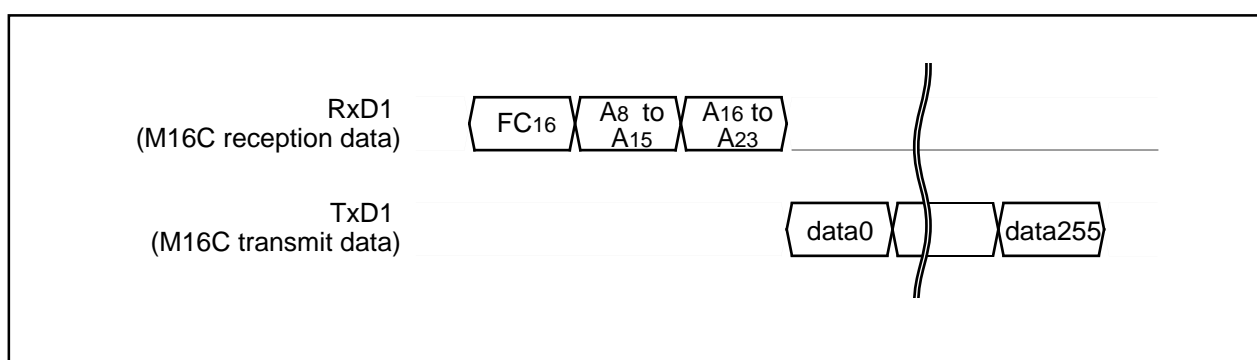 RxD1
(M16C reception data)
FC16
A8 to
A15
A16 to
A23
TxD1
(M16C transmit data)
data0
data255